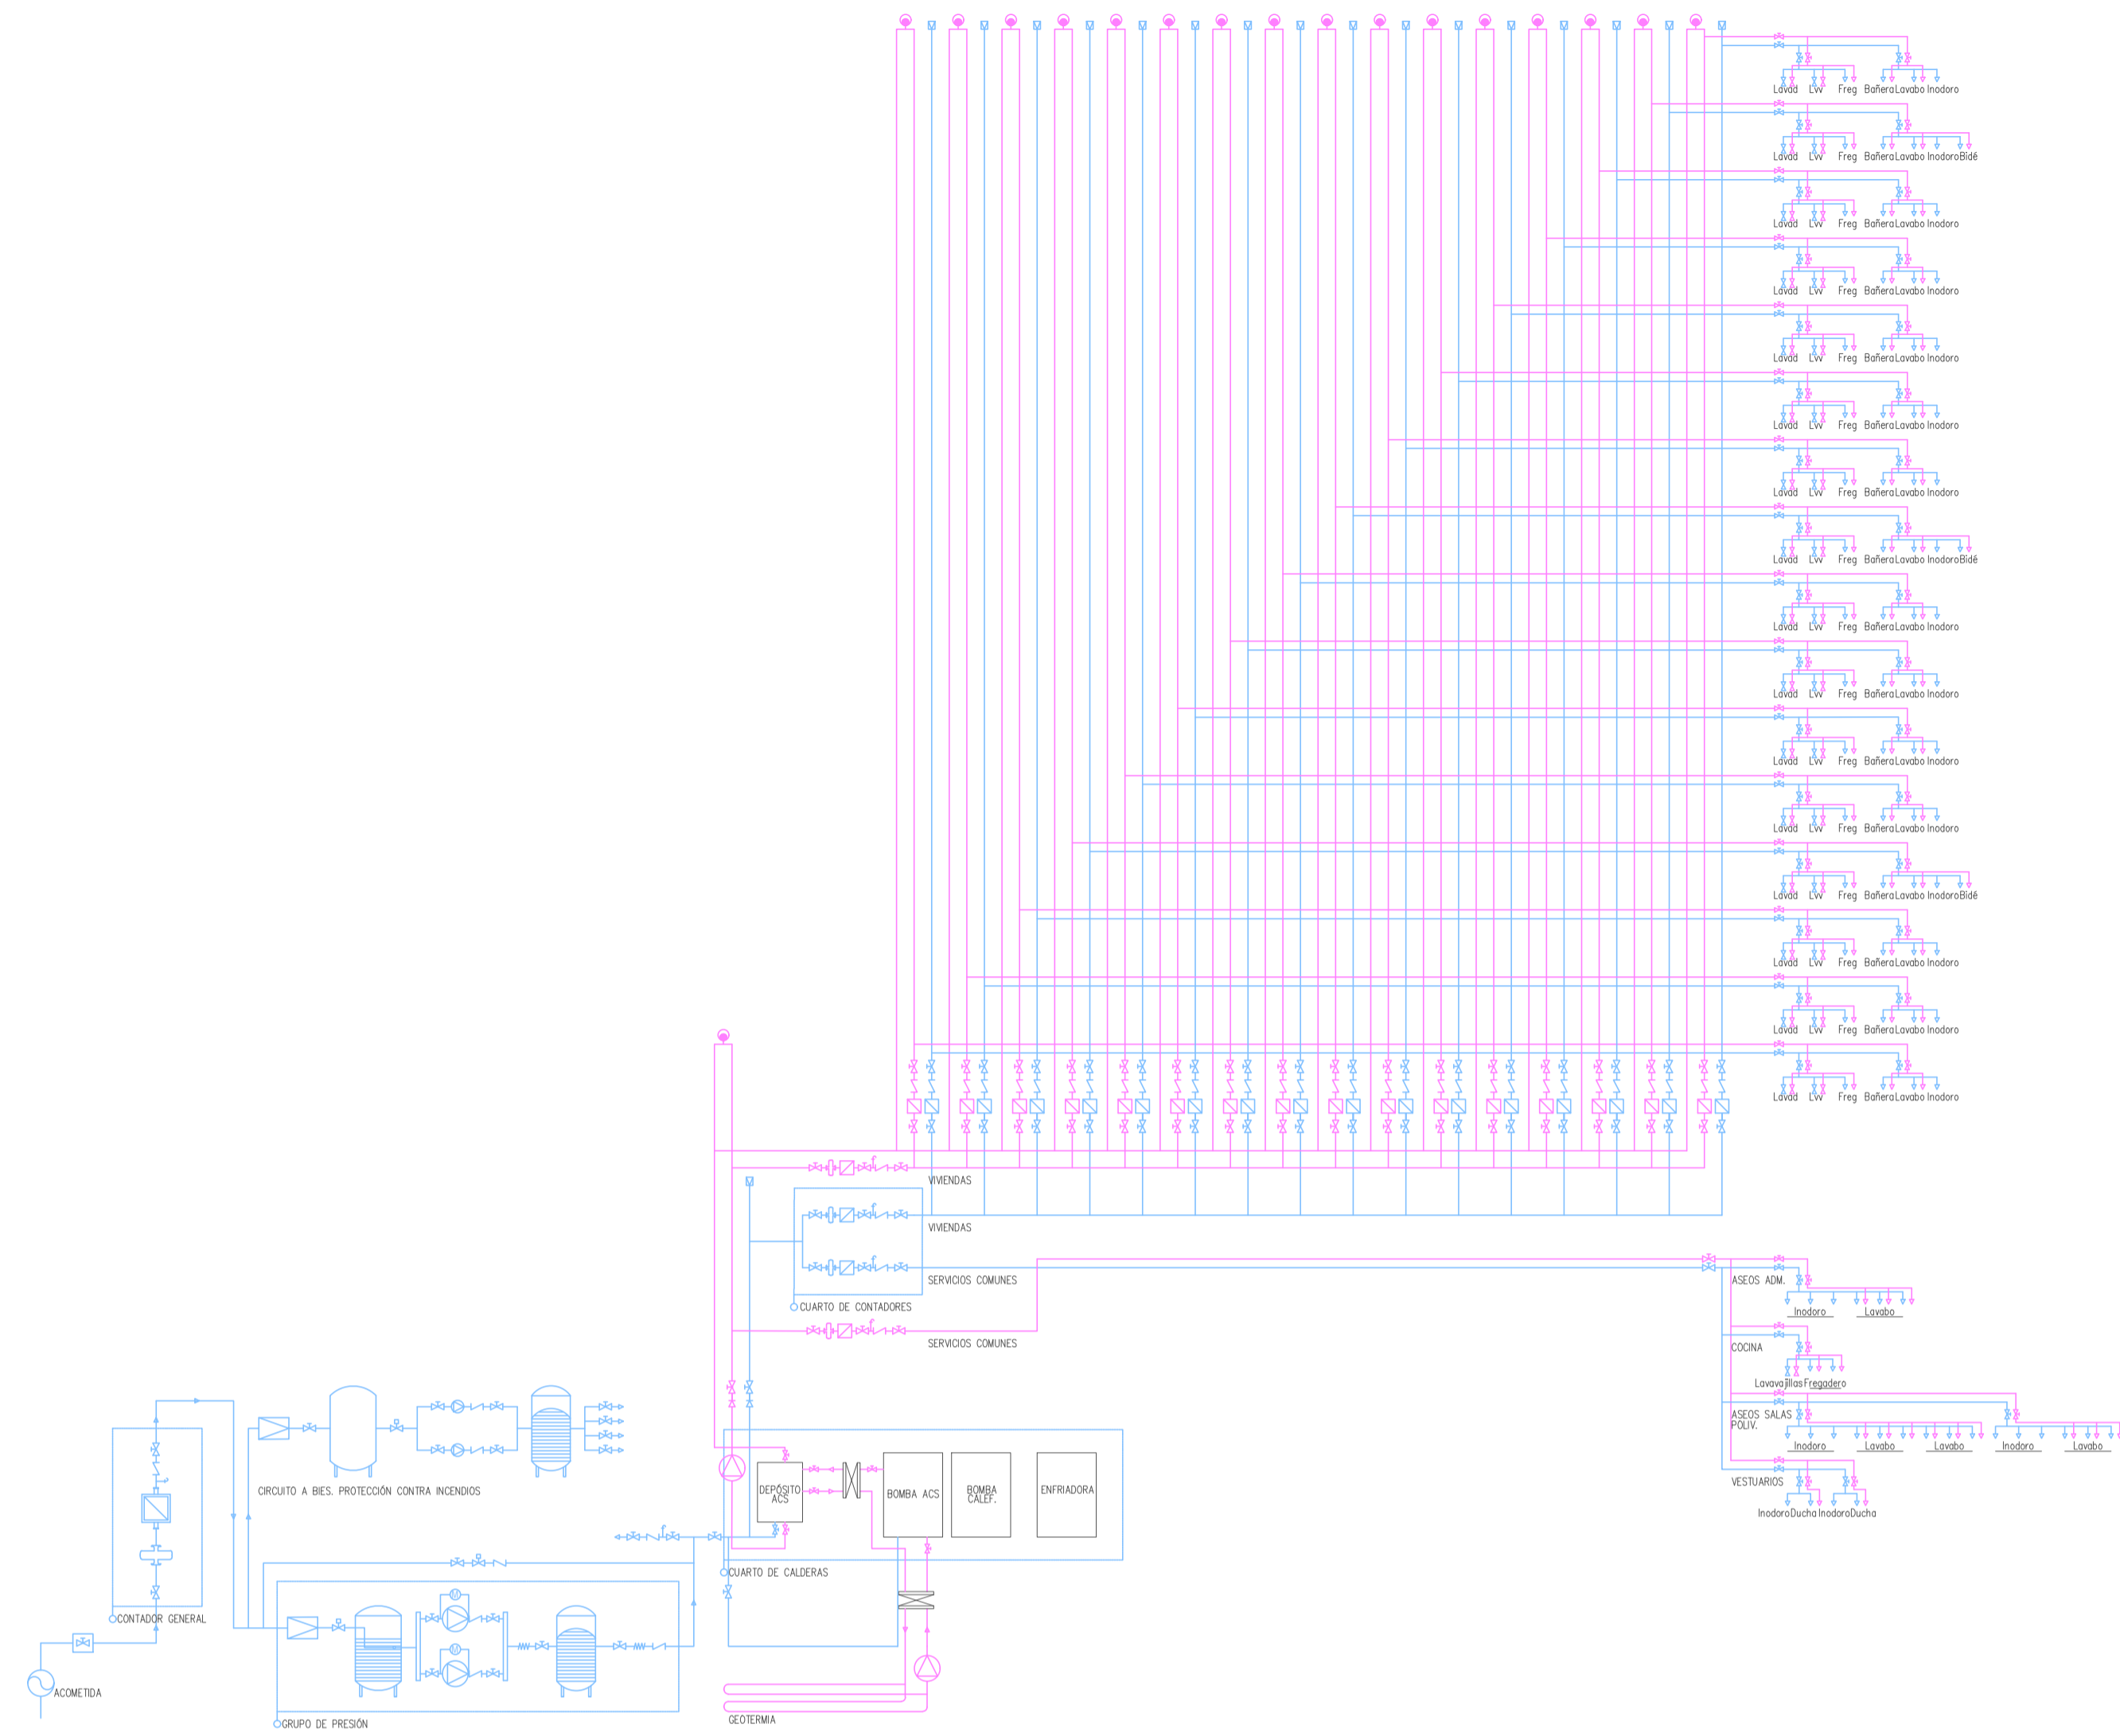 Lavad Lvv Freg Bañera Lavabo Inodoro
Lavad Lvv Freg Bañera Lavabo Inodoro Bidé
Lavad Lvv Freg Bañera Lavabo Inodoro
Lavad Lvv Freg Bañera Lavabo Inodoro
Lavad Lvv Freg Bañera Lavabo Inodoro
Lavad Lvv Freg Bañera Lavabo Inodoro
Lavad Lvv Freg Bañera Lavabo Inodoro
Lavad Lvv Freg Bañera Lavabo Inodoro Bidé
Lavad Lvv Freg Bañera Lavabo Inodoro
Lavad Lvv Freg Bañera Lavabo Inodoro
Lavad Lvv Freg Bañera Lavabo Inodoro
Lavad Lvv Freg Bañera Lavabo Inodoro
Lavad Lvv Freg Bañera Lavabo Inodoro Bidé
Lavad Lvv Freg Bañera Lavabo Inodoro
Lavad Lvv Freg Bañera Lavabo Inodoro
Lavad Lvv Freg Bañera Lavabo Inodoro
VIVIENDAS
VIVIENDAS
SERVICIOS COMUNES
CUARTO DE CONTADORES
SERVICIOS COMUNES
ASEOS ADM.
Inodoro Lavabo
COCINA
Lavavajillas Fregadero
ASEOS SALAS
POLIV.
Inodoro Lavabo Lavabo Inodoro Lavabo
VESTUARIOS
Inodoro Ducha Inodoro Ducha
CIRCUITO A BIES. PROTECCIÓN CONTRA INCENDIOS
DEPÓSITO
ACS
BOMBA ACS
BOMBA
CALEF.
ENFRIADORA
CUARTO DE CALDERAS
CONTADOR GENERAL
M
M
ACOMETIDA
GRUPO DE PRESIÓN
GEOTERMIA